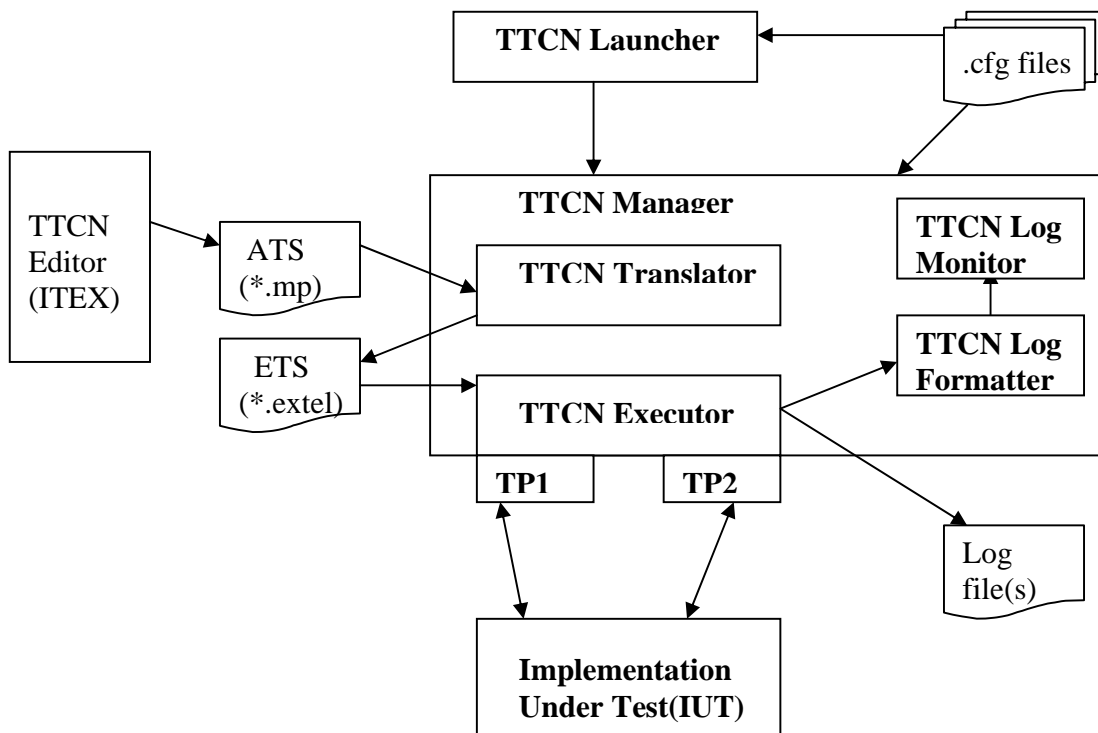 TTCN Launcher
.cfg files
TTCN
Editor
(ITEX)
ATS
(*.mp)
ETS
(*.extel)
TTCN Manager
TTCN Translator
TTCN Executor
TTCN Log
Monitor
TTCN Log
Formatter
TP1
TP2
Log
file(s)
Implementation
Under Test(IUT)